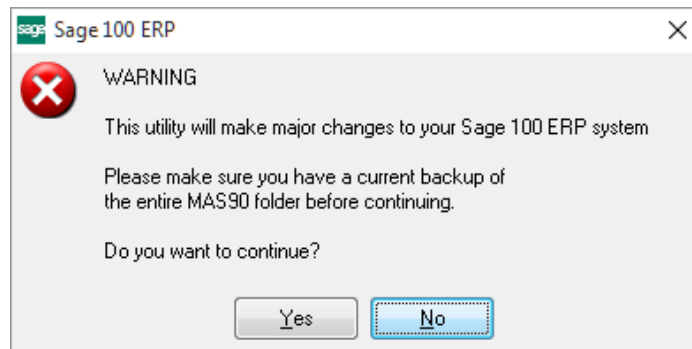 sage Sage 100 ERP
WARNING
This utility will make major changes to your Sage 100 ERP system
Please make sure you have a current backup of
the entire MAS90 folder before continuing.
Do you want to continue?
Yes No